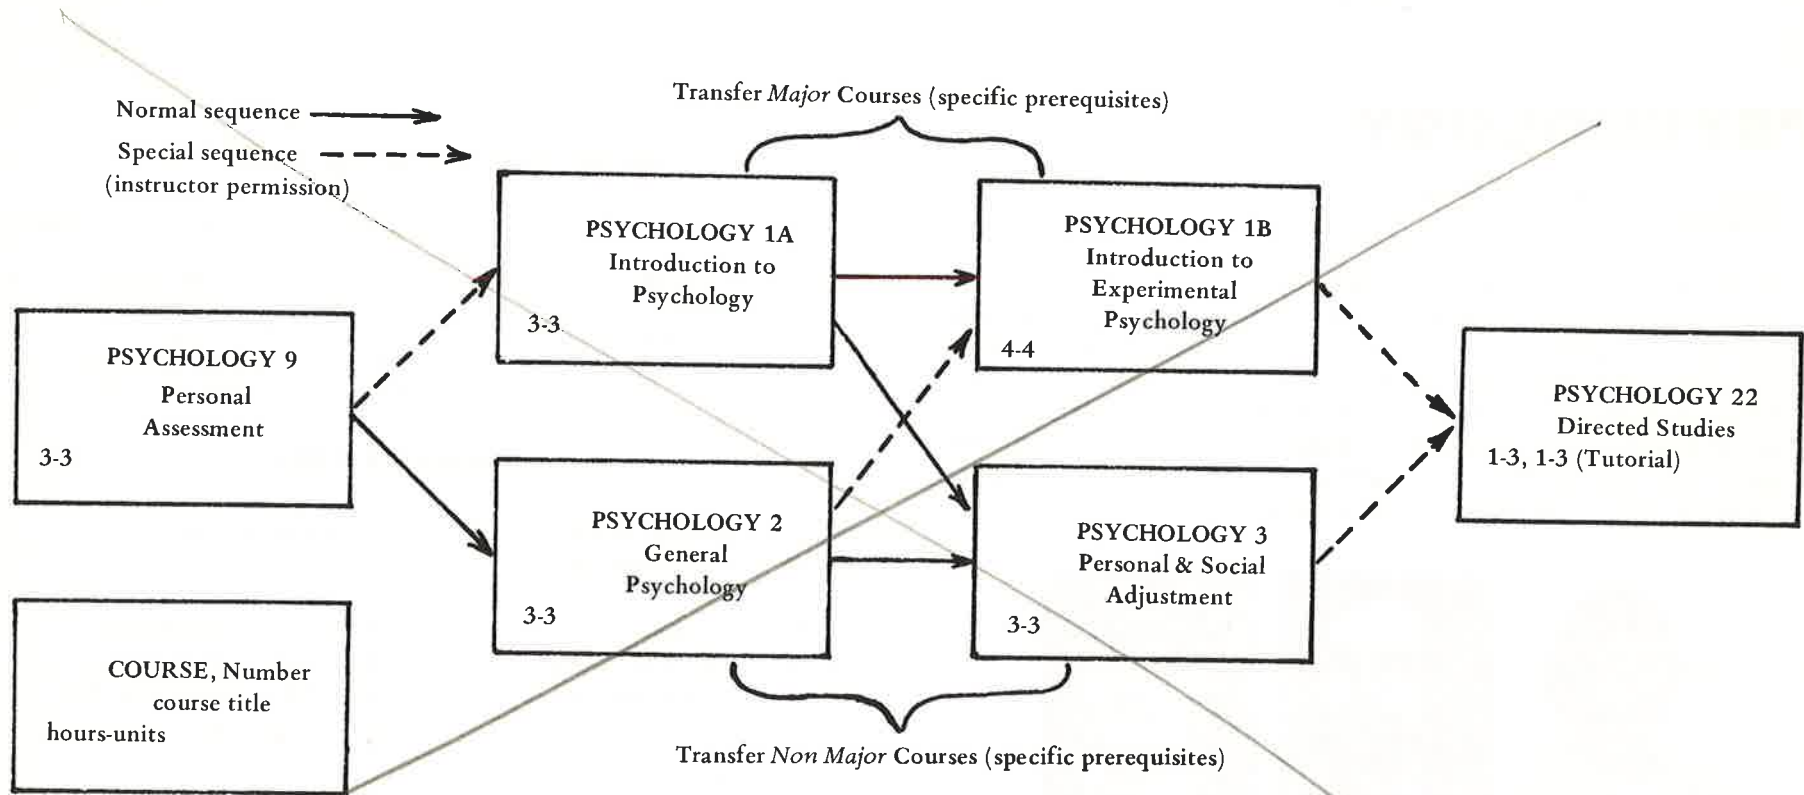 Transfer Major Courses (specific prerequisites)
Normal sequence
Special sequence
(instructor permission)
PSYCHOLOGY 1A
Introduction to
Psychology
3-3
PSYCHOLOGY 1B
Introduction to
Experimental
Psychology
4-4
PSYCHOLOGY 9
Personal
Assessment
3-3
PSYCHOLOGY 22
Directed Studies
1-3, 1-3 (Tutorial)
PSYCHOLOGY 2
General
Psychology
3-3
PSYCHOLOGY 3
Personal & Social
Adjustment
3-3
COURSE, Number
course title
hours-units
Transfer Non Major Courses (specific prerequisites)